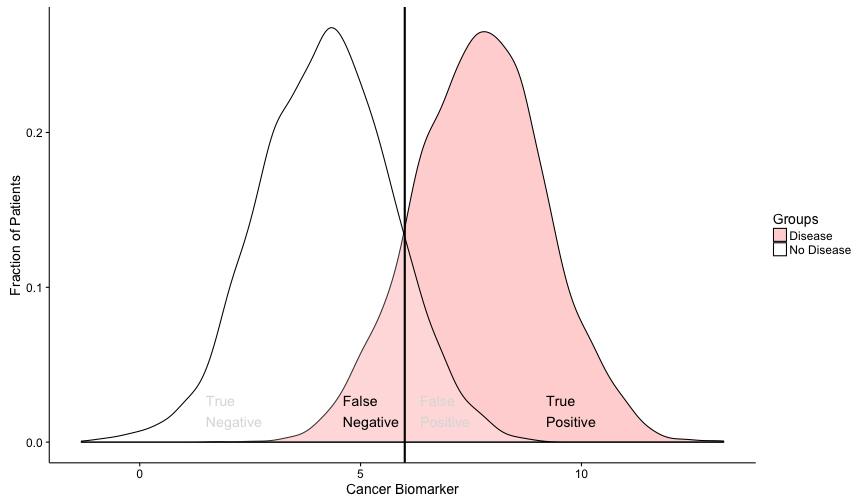 0.2
0.1
0.0
Fraction of Patients
True
Negative
False
Negative
False
Positive
True
Positive
0
5
10
Cancer Biomarker
Groups
Disease
No Disease